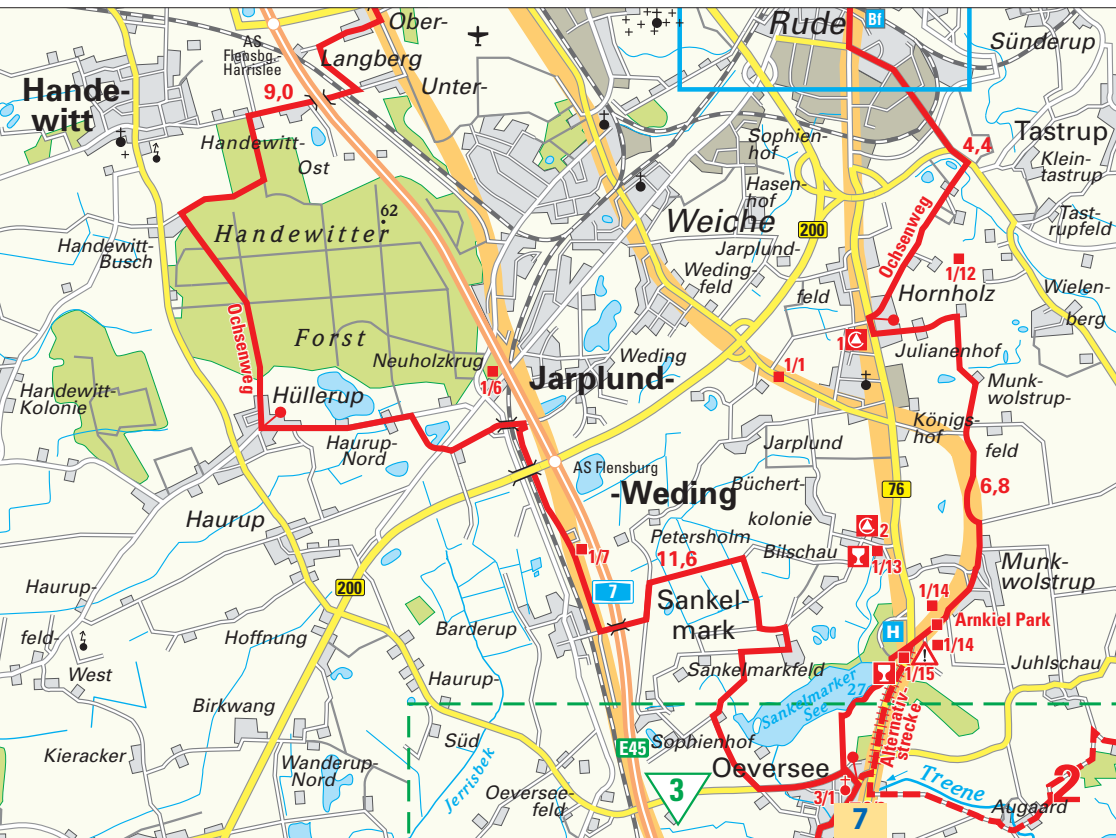 Ober-
Rude
Bf
Sünderup
AS
Flensbg.-
Harrislee
Langberg
Unter-
Hande-
witt
9,0
Handewitt-
Ost
Sophien-
hof
4,4
Tastrup
Klein-
tastrup
Hasen-
hof
62
Handewitter
Weiche
200
Tast-
rupfeld
Handewitt-
Busch
Jarplund-
feld
Weding-
feld
Ochsenweg
1/12
Hornholz
Wielen-
berg
Ochsenweg
Forst
Neuholzkrug
1/6
Weding
1
Julianenhof
1/1
Jarplund-
Handewitt-
Kolonie
Hüllerup
Munk-
wolstrup-
feld
Haurup-
Nord
Königs-
hof
Jarplund
AS Flensburg
-Weding
Büchert-
kolonie
76
6,8
Haurup
2
Petersholm
Bilschau
1/13
1/7
11,6
Munk-
wolstrup
Haurup-
feld-
West
200
7
Sankel-
mark
1/14
Arnkiel Park
Hoffnung
Barderup
H
1/14
!
1/15
Sankelmarkfeld
Juhlschau
Haurup-
Süd
Sankelmarker
See
27
Alternativ-
strecke
Birkwang
Kieracker
Wanderup-
Nord
Jerrisbek
E45
Sophienhof
Oeversee
3
Oeversee-
feld
3/1
7
Treene
2
Augaard